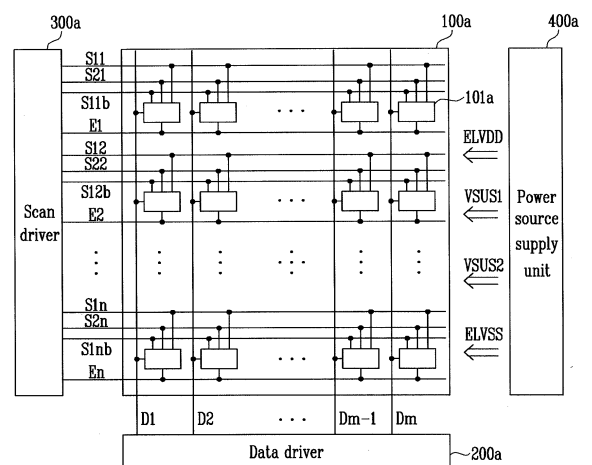 300a
100a
400a
S11
S21
S11b
E1
101a
ELVDD
S12
S22
S12b
E2
VSUS1
Scan
driver
Power
source
supply
unit
VSUS2
S1n
S2n
S1nb
En
ELVSS
D1 D2 ... Dm-1 Dm
Data driver
200a